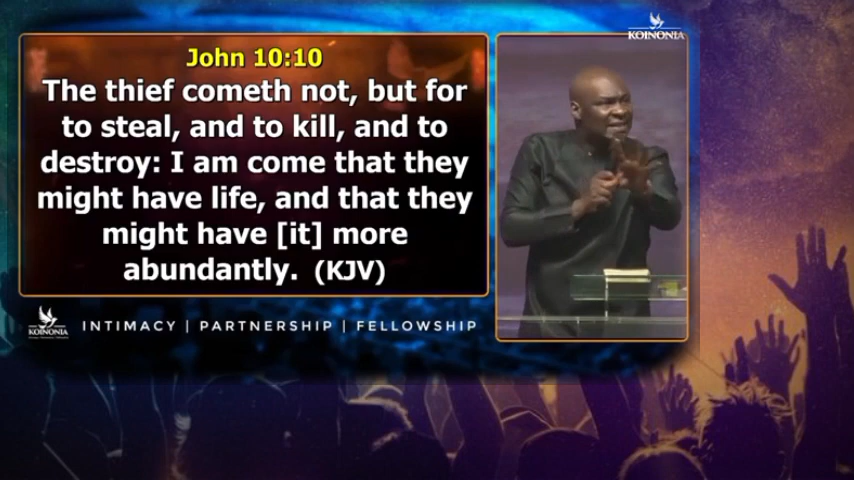 KOINONIA
John 10:10
The thief cometh not, but for
to steal, and to kill, and to
destroy: I am come that they
might have life, and that they
might have [it] more
abundantly. (KJV)
KOINONIA
INTIMACY | PARTNERSHIP | FELLOWSHIP